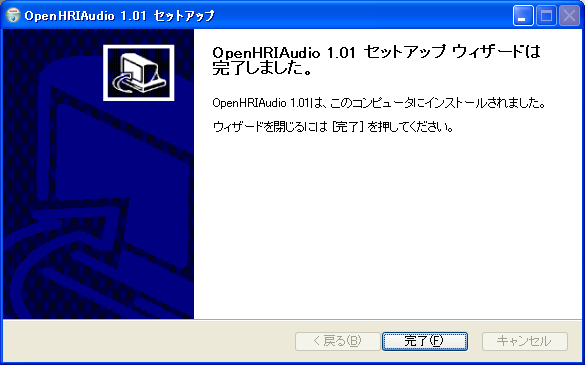 OpenHRIAudio 1.01 セットアップ
OpenHRIAudio 1.01 セットアップ ウィザードは
完了しました。
OpenHRIAudio 1.01は、このコンピュータにインストールされました。
ウィザードを閉じるには [完了] を押してください。
< 戻る(B)
完了(F)
キャンセル